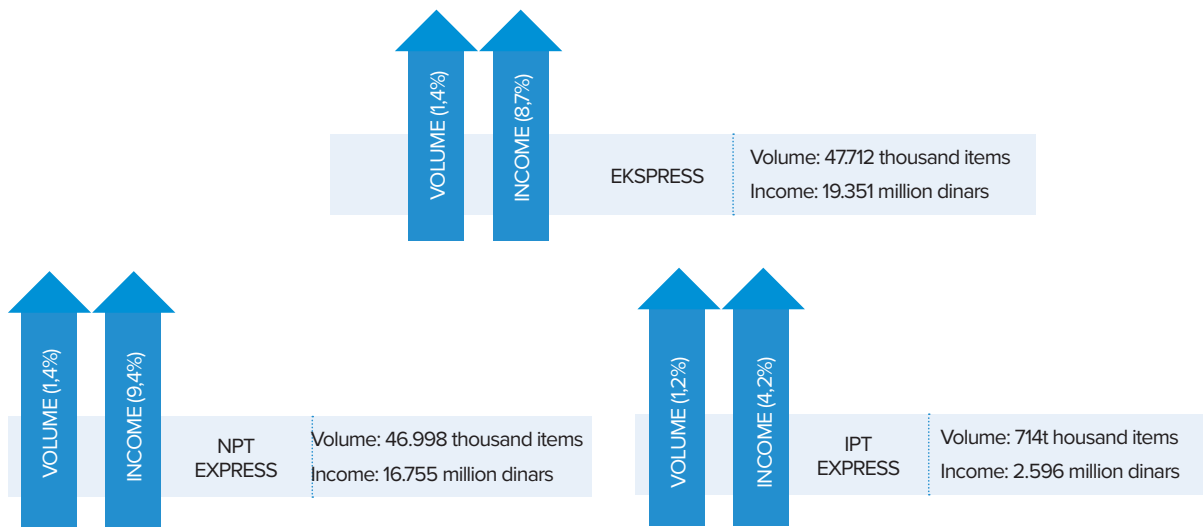 VOLUME (1,4%)
INCOME (8,7%)
EKSPRESS
Volume: 47.712 thousand items
Income: 19.351 million dinars
VOLUME (1,4%)
INCOME (9,4%)
NPT
EXPRESS
Volume: 46.998 thousand items
Income: 16.755 million dinars
VOLUME (1,2%)
INCOME (4,2%)
IPT
EXPRESS
Volume: 714t housand items
Income: 2.596 million dinars